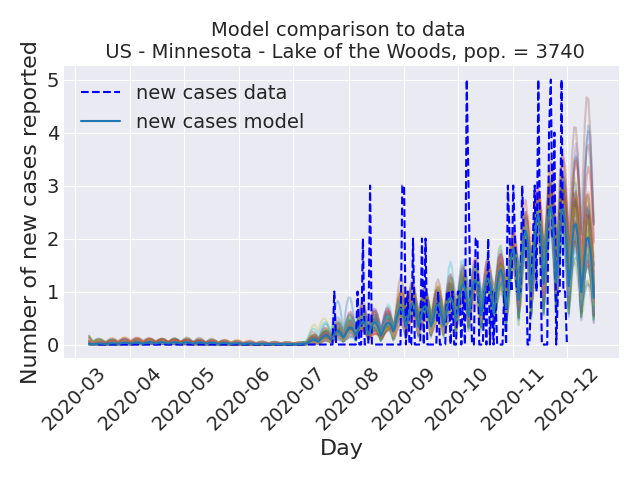 Model comparison to data
US - Minnesota - Lake of the Woods, pop. = 3740
Number of new cases reported
5
4
3
2
1
0
new cases data
new cases model
2020-03
2020-04
2020-05
2020-06
2020-07
2020-08
2020-09
2020-10
2020-11
2020-12
Day